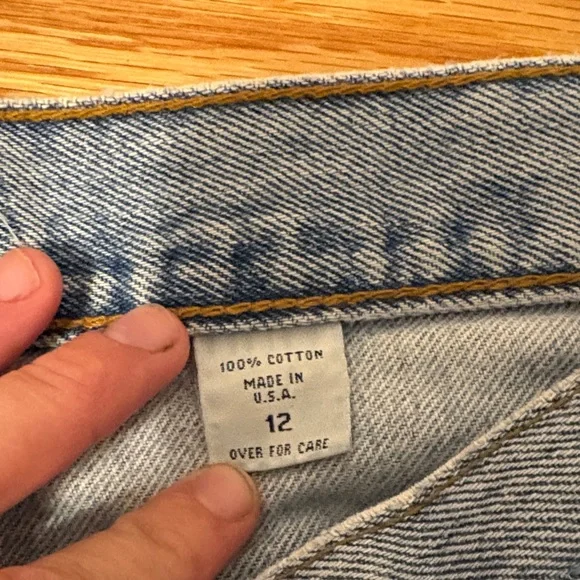 100% COTTON
MADE IN
U.S.A.
12
OVER FOR CARE